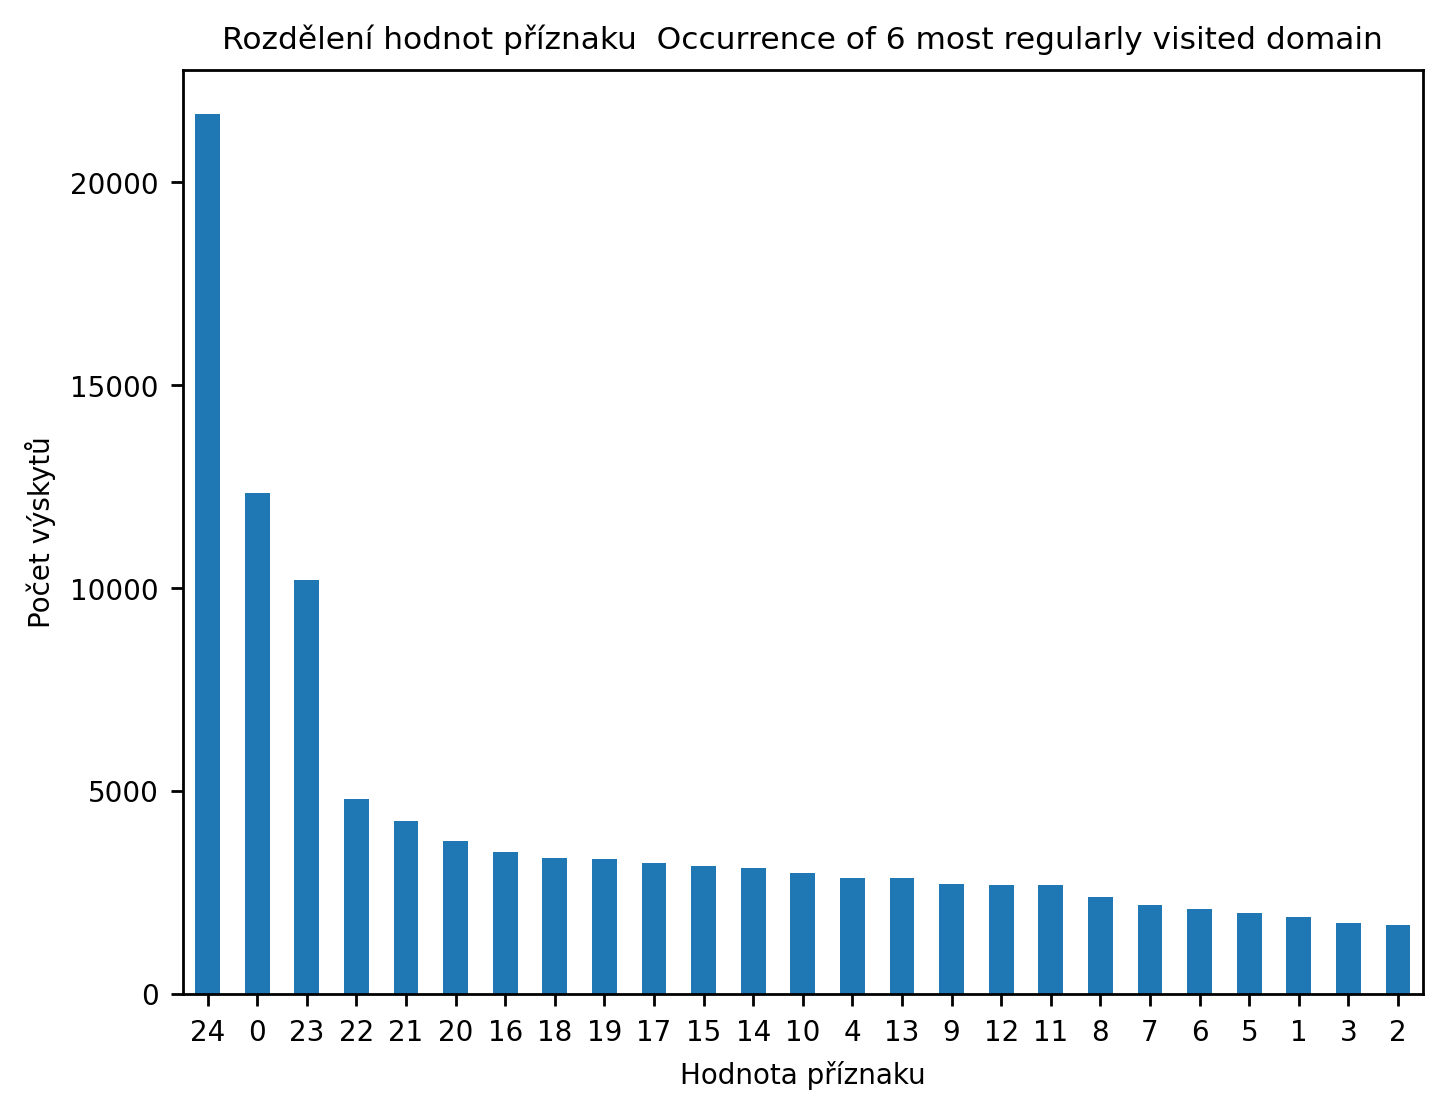 Rozdělení hodnot příznaku  Occurrence of 6 most regularly visited domain
20000
15000
10000
5000
0
Počet výskytů
24 0 23 22 21 20 16 18 19 17 15 14 10 4 13 9 12 11 8 7 6 5 1 3 2
Hodnota příznaku